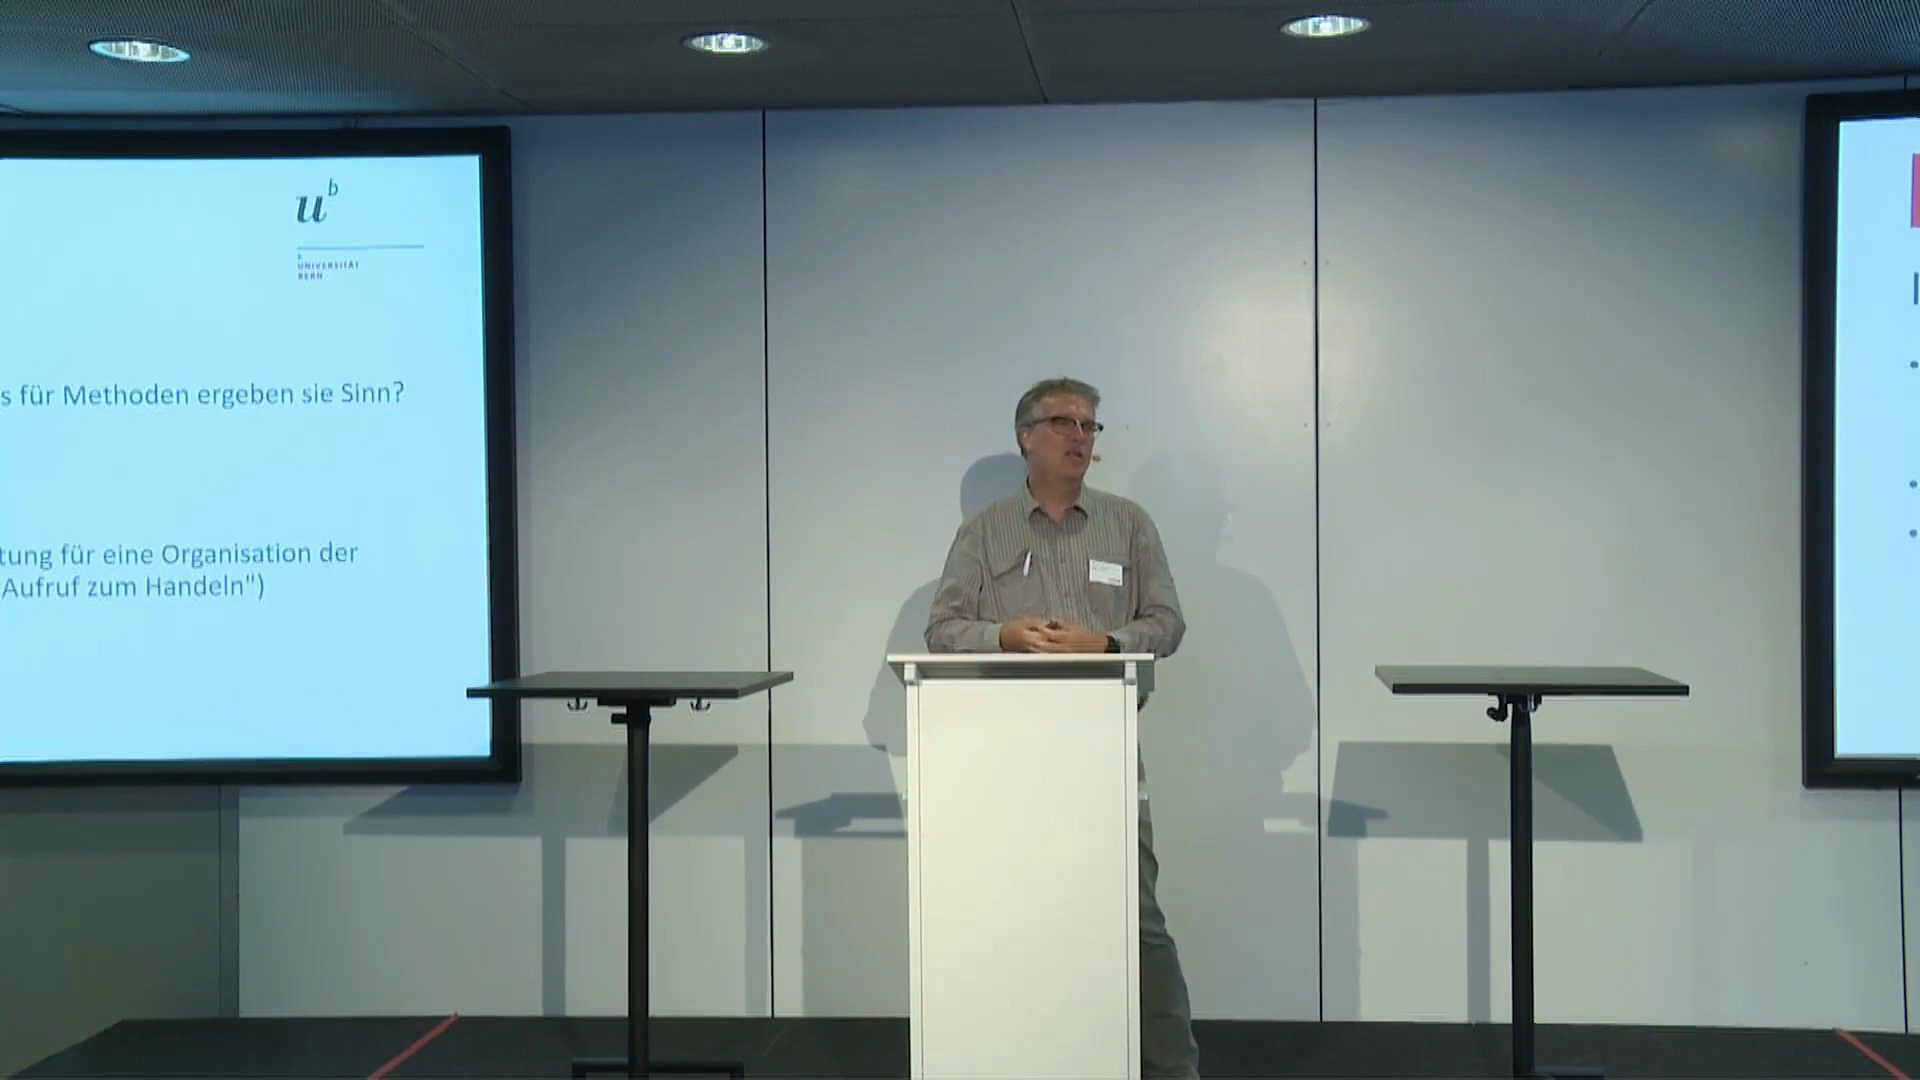 u
b
b
UNIVERSITÄT
BERN
s für Methoden ergeben sie Sinn?
tung für eine Organisation der
Aufruf zum Handeln")